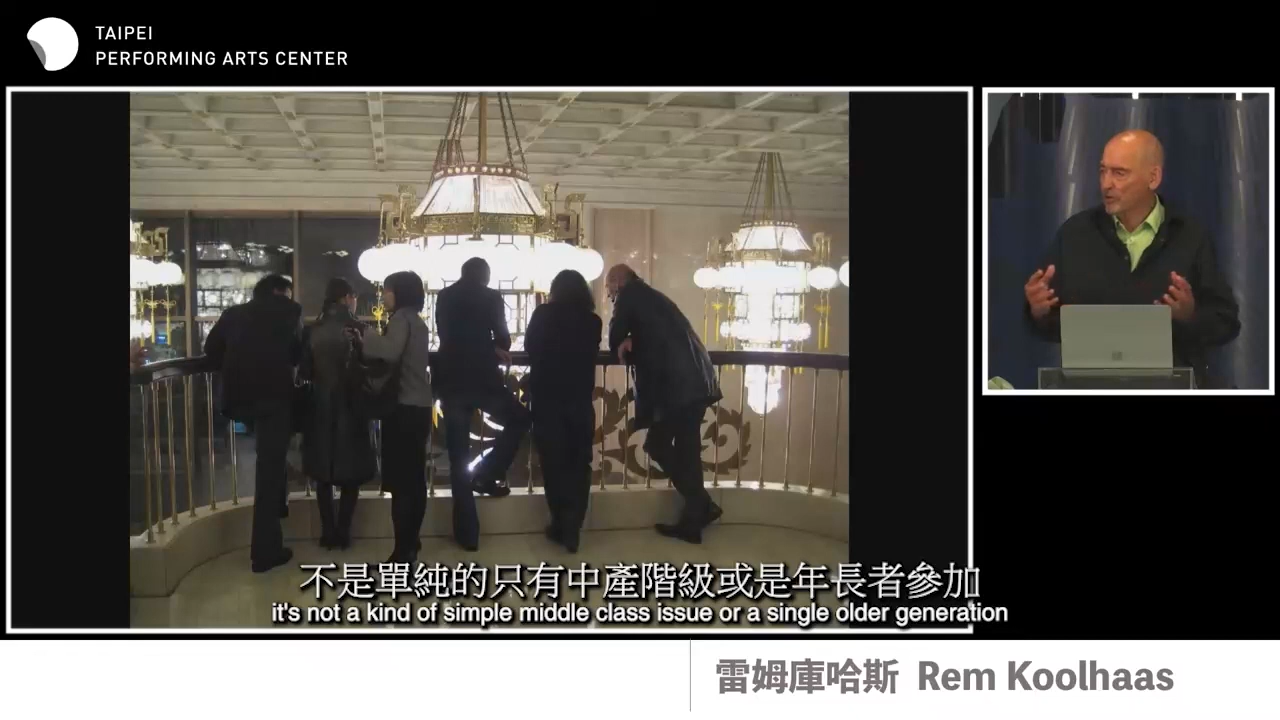 TAIPEI
PERFORMING ARTS CENTER
不是單純的只有中產階級或是年長者參加
it's not a kind of simple middle class issue or a single older generation
雷姆庫哈斯 Rem Koolhaas